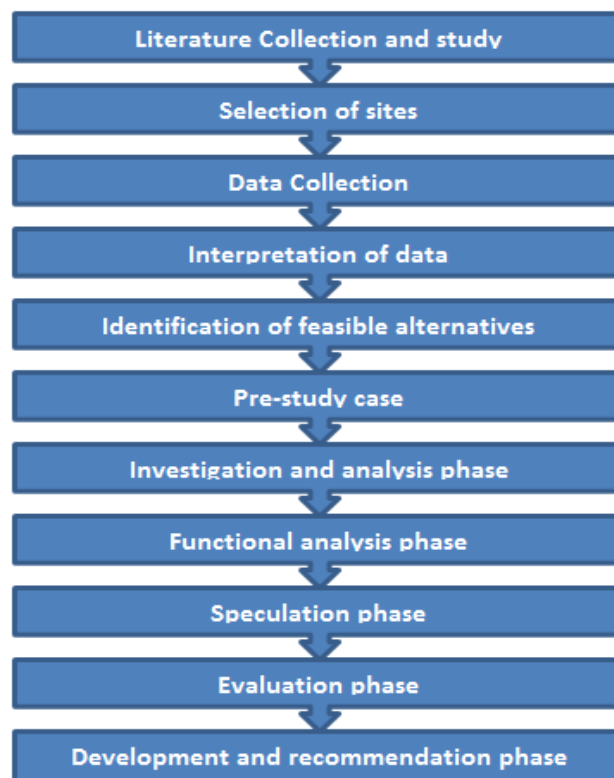 Literature Collection and study
Selection of sites
Data Collection
Interpretation of data
Identification of feasible alternatives
Pre-study case
Investigation and analysis phase
Functional analysis phase
Speculation phase
Evaluation phase
Development and recommendation phase